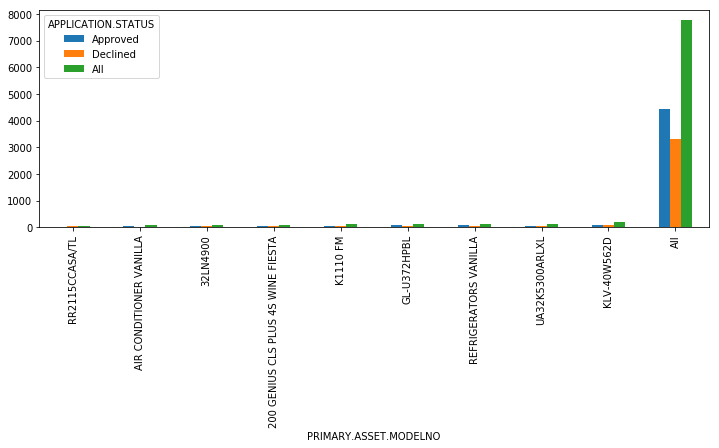 APPLICATION.STATUS
Approved
Declined
All
8000
7000
6000
5000
4000
3000
2000
1000
0
RR2115CCASA/TL
AIR CONDITIONER VANILLA
32LN4900
200 GENIUS CLS PLUS 4S WINE FIESTA
K1110 FM
GL-U372HPBL
REFRIGERATORS VANILLA
UA32K5300ARLXL
KLV-40W562D
All
PRIMARY.ASSET.MODELNO